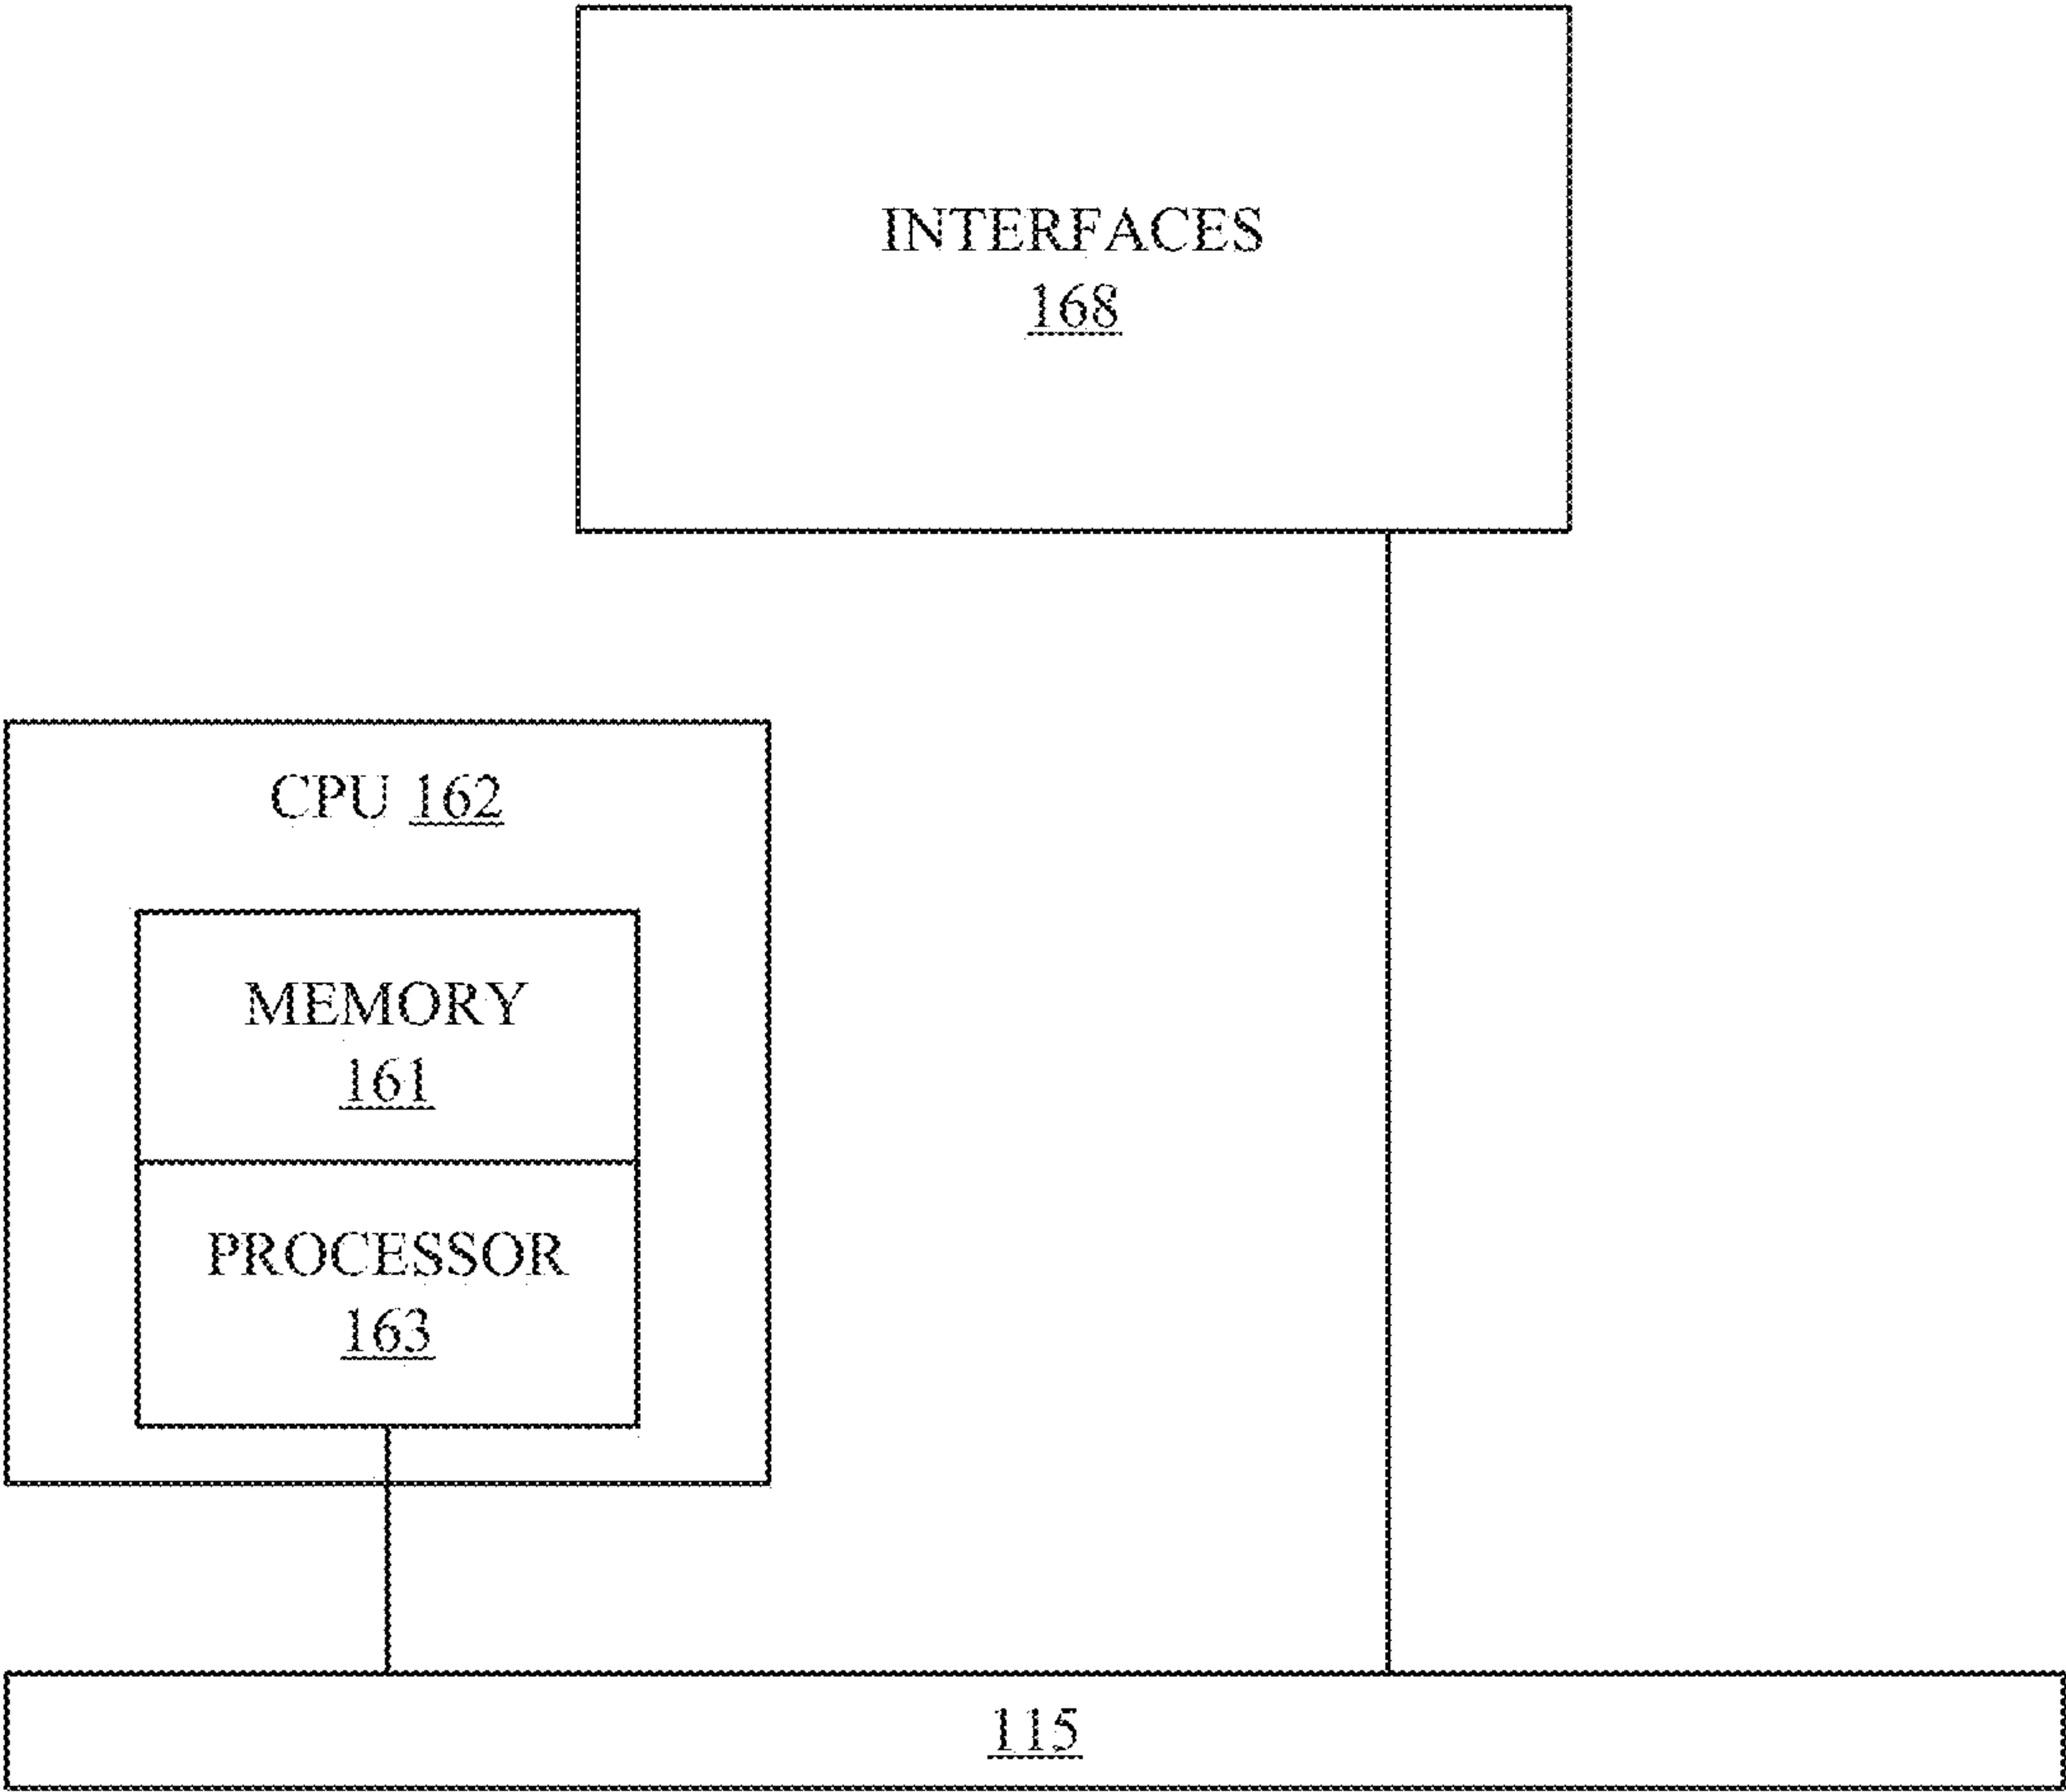 INTERFACES
168
CPU 162
MEMORY
161
PROCESSOR
163
115